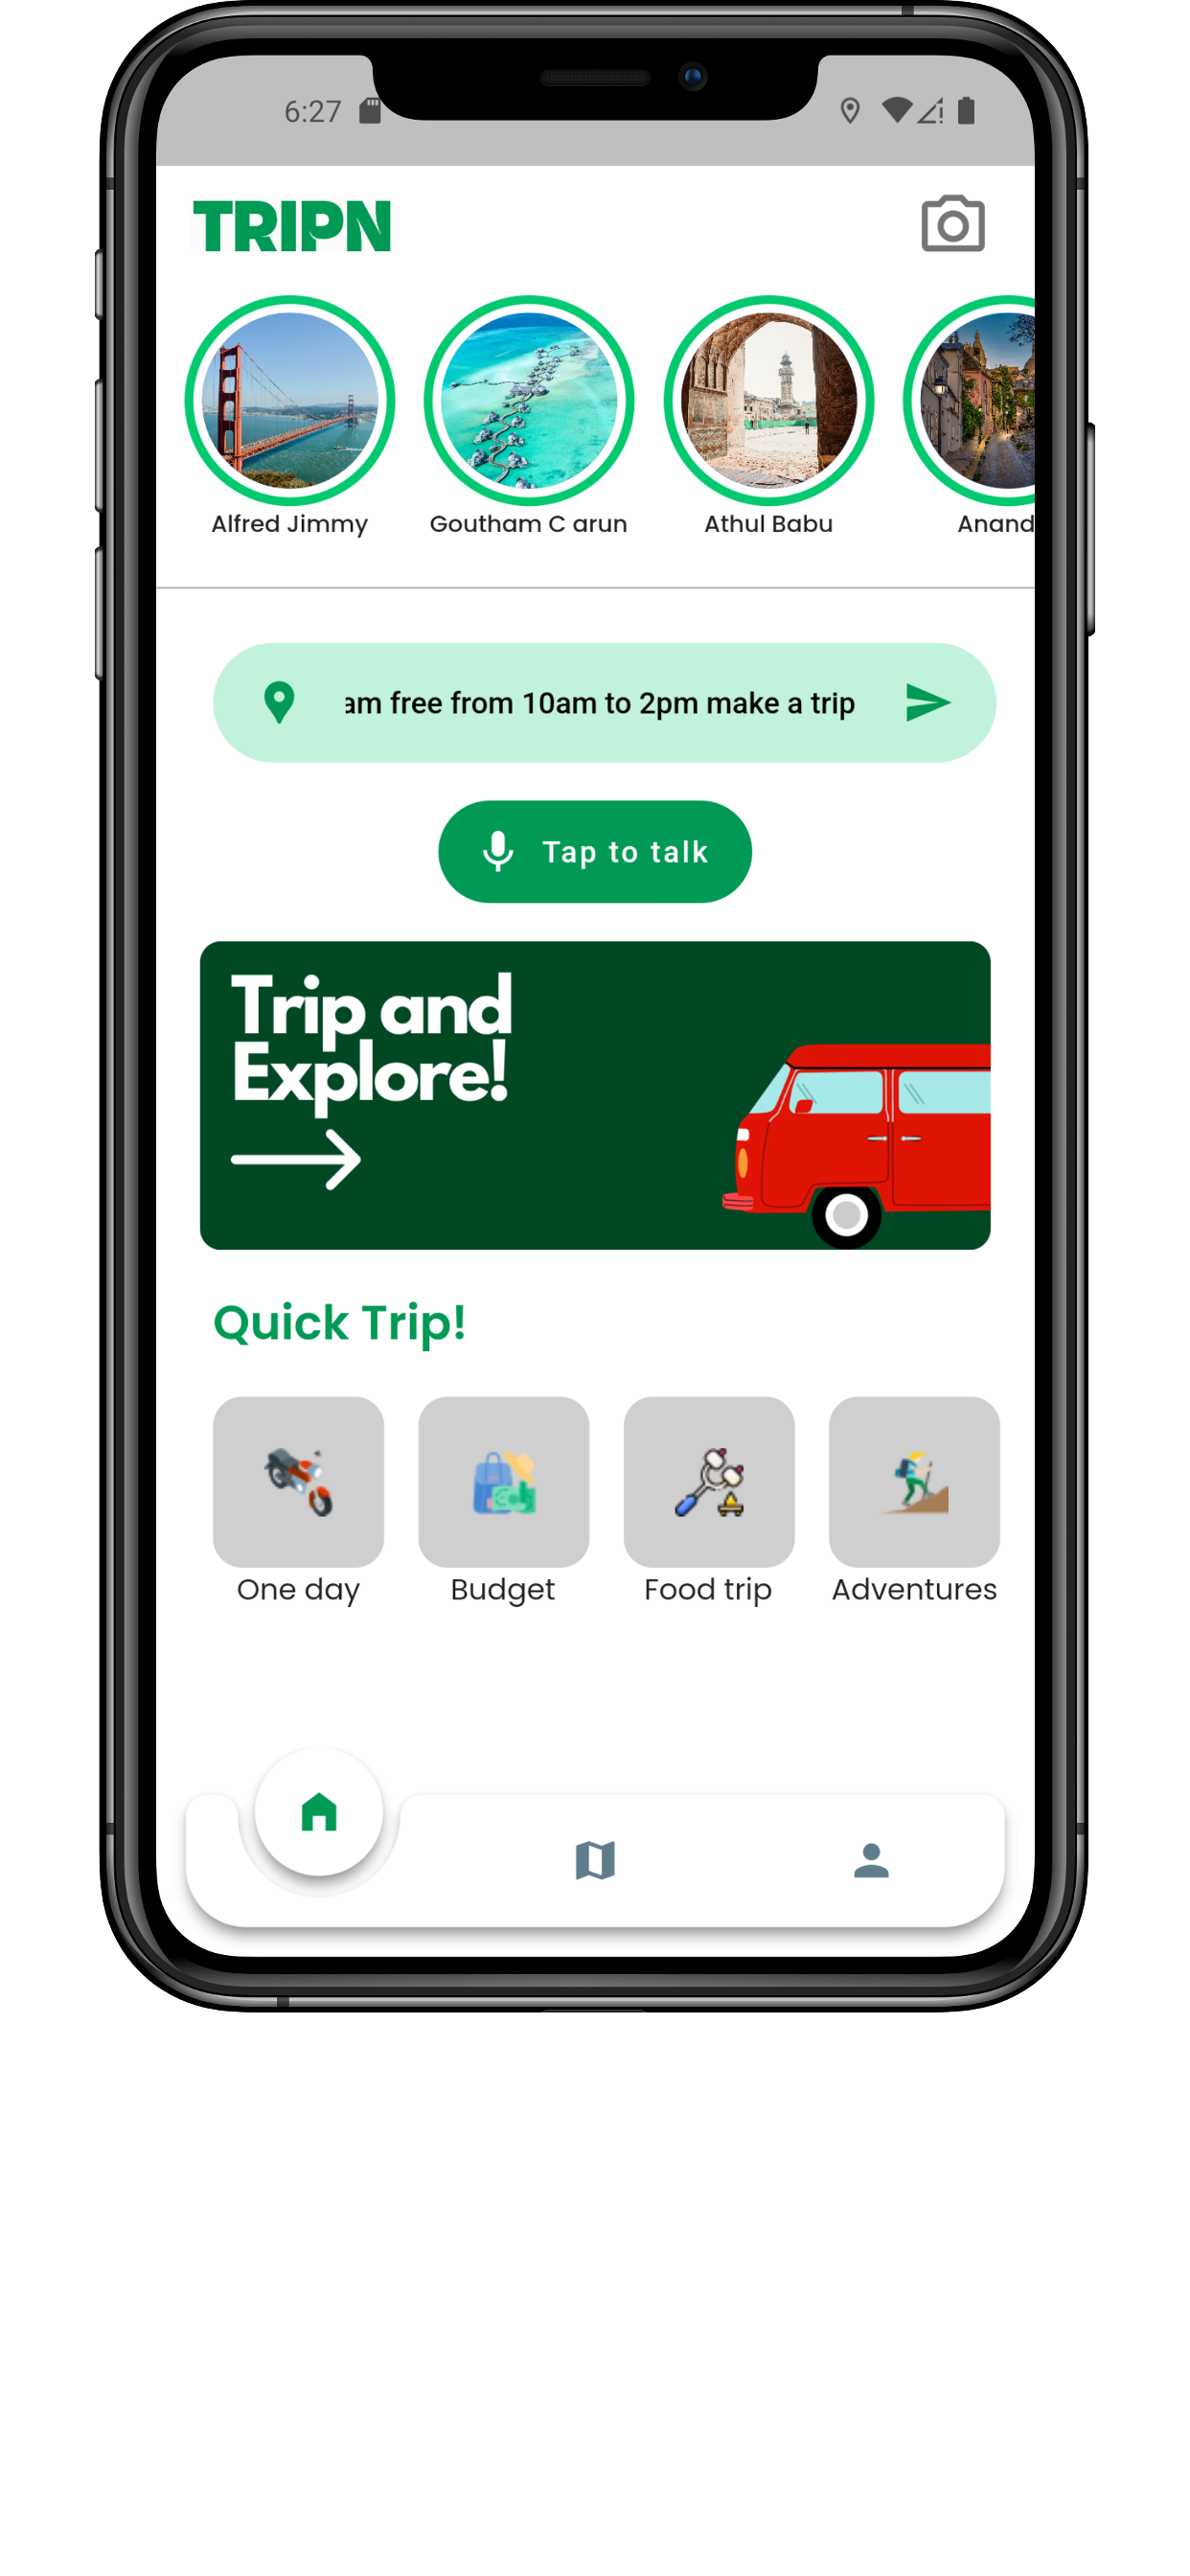 6:27
TRIPN
Alfred Jimmy
Goutham C arun
Athul Babu
Anand
am free from 10am to 2pm make a trip
Tap to talk
Trip and
Explore!
Quick Trip!
One day
Budget
Food trip
Adventures